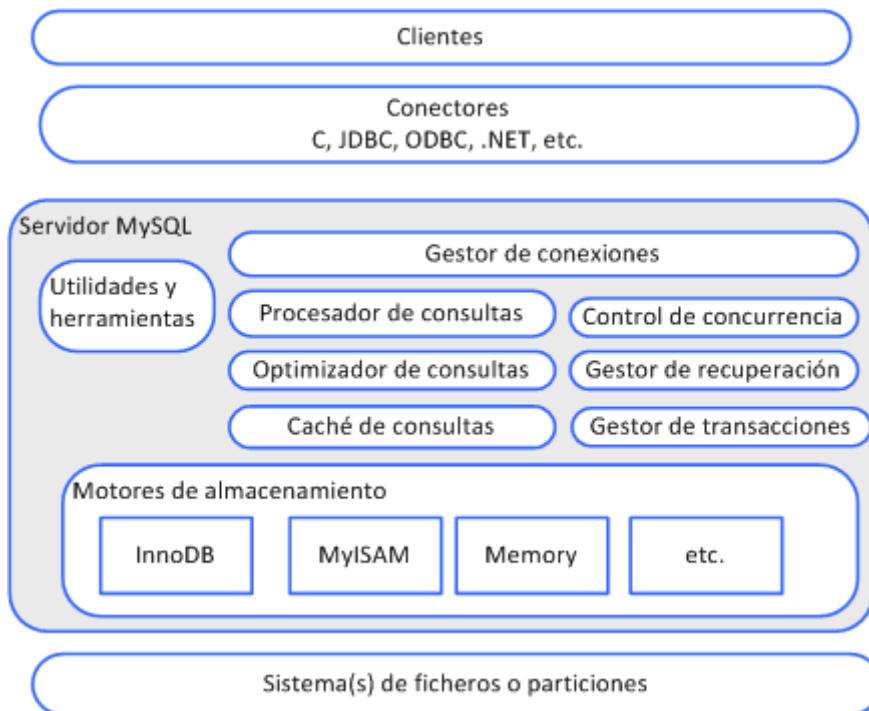 Clientes
Conectores
C, JDBC, ODBC, .NET, etc.
Servidor MySQL
Gestor de conexiones
Utilidades y
herramientas
Procesador de consultas
Control de concurrencia
Optimizador de consultas
Gestor de recuperación
Caché de consultas
Gestor de transacciones
Motores de almacenamiento
InnoDB
MyISAM
Memory
etc.
Sistema(s) de ficheros o particiones